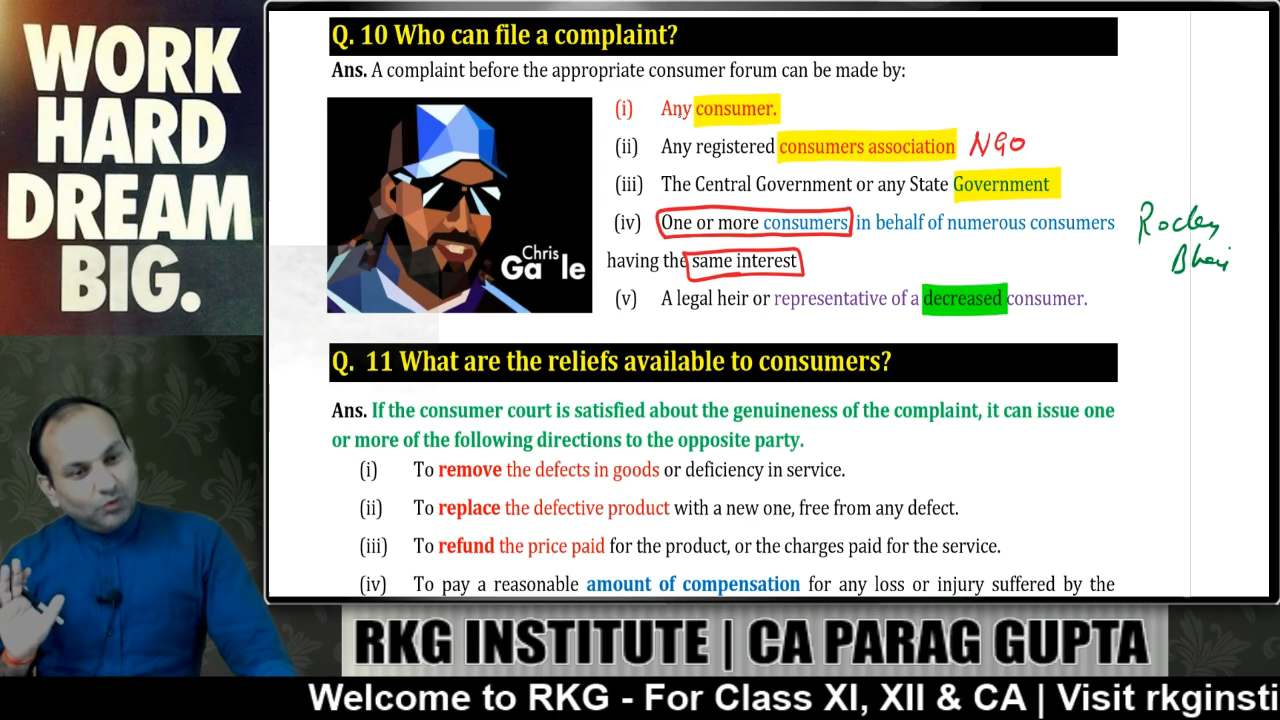 WORK
HARD
DREAM
BIG.
Q. 10 Who can file a complaint?
Ans. A complaint before the appropriate consumer forum can be made by:
(i) Any consumer.
(ii) Any registered consumers association NGO
(iii) The Central Government or any State Government
(iv) One or more consumers in behalf of numerous consumers
having the same interest
Rocky
Bhai
(v) A legal heir or representative of a decreased consumer.
Chris
Ga le
Q. 11 What are the reliefs available to consumers?
Ans. If the consumer court is satisfied about the genuineness of the complaint, it can issue one
or more of the following directions to the opposite party.
(i) To remove the defects in goods or deficiency in service.
(ii) To replace the defective product with a new one, free from any defect.
(iii) To refund the price paid for the product, or the charges paid for the service.
(iv) To pay a reasonable amount of compensation for any loss or injury suffered by the
RKG INSTITUTE | CA PARAG GUPTA
Welcome to RKG - For Class XI, XII & CA | Visit rkginsti